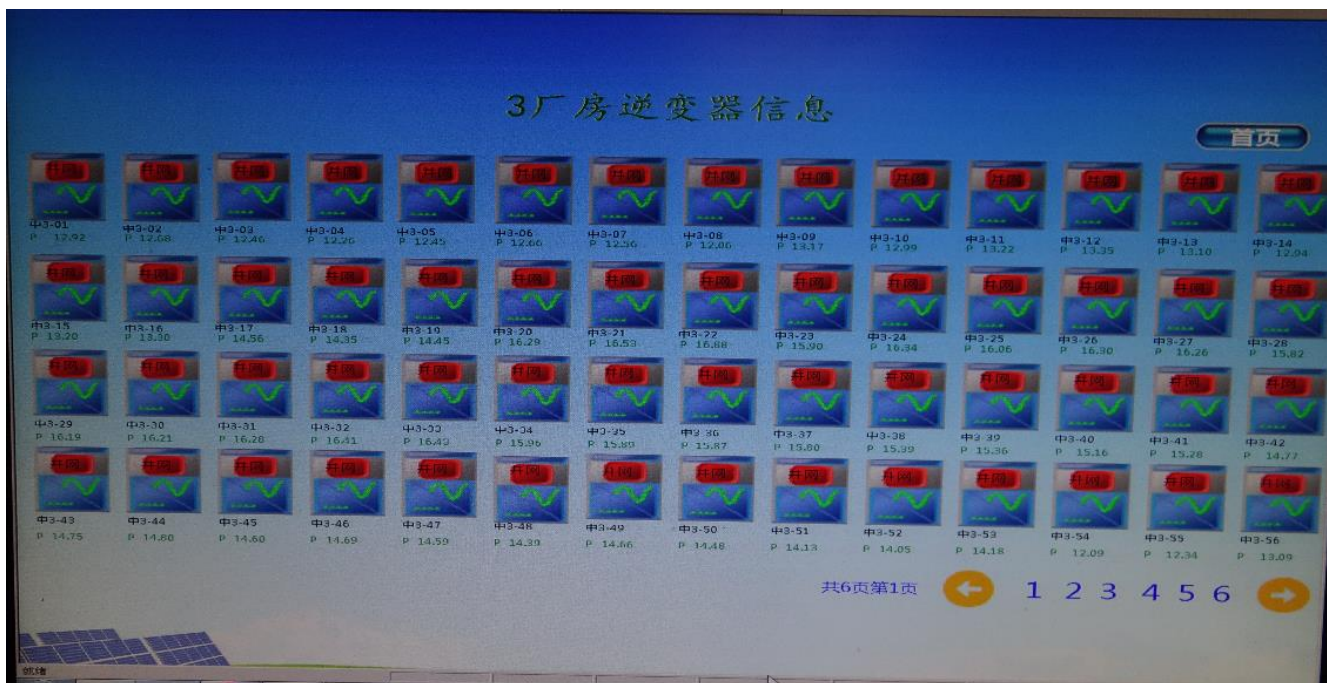 3厂房逆变器信息
首页
并网 并网 并网 并网 并网 并网 并网 并网 并网 并网 并网 并网 并网 并网
中3-01 中3-02 中3-03 中3-04 中3-05 中3-06 中3-07 中3-08 中3-09 中3-10 中3-11 中3-12 中3-13 中3-14
P 12.92 P 12.68 P 12.46 P 12.26 P 12.45 P 12.66 P 12.56 P 12.86 P 13.17 P 12.99 P 13.22 P 13.35 P 13.10 P 12.94
并网 并网 并网 并网 并网 并网 并网 并网 并网 并网 并网 并网 并网 并网
中3-15 中3-16 中3-17 中3-18 中3-19 中3-20 中3-21 中3-22 中3-23 中3-24 中3-25 中3-26 中3-27 中3-28
P 13.20 P 13.30 P 14.56 P 14.35 P 14.45 P 16.29 P 16.53 P 16.88 P 15.90 P 16.34 P 16.06 P 16.30 P 16.26 P 15.82
并网 并网 并网 并网 并网 并网 并网 并网 并网 并网 并网 并网 并网 并网
中3-29 中3-30 中3-31 中3-32 中3-33 中3-34 中3-35 中3-36 中3-37 中3-38 中3-39 中3-40 中3-41 中3-42
P 16.19 P 16.21 P 16.28 P 16.41 P 16.43 P 15.96 P 15.89 P 15.87 P 15.80 P 15.39 P 15.36 P 15.16 P 15.28 P 14.77
并网 并网 并网 并网 并网 并网 并网 并网 并网 并网 并网 并网 并网 并网
中3-43 中3-44 中3-45 中3-46 中3-47 中3-48 中3-49 中3-50 中3-51 中3-52 中3-53 中3-54 中3-55 中3-56
P 14.75 P 14.80 P 14.60 P 14.69 P 14.59 P 14.39 P 14.66 P 14.48 P 14.13 P 14.05 P 14.18 P 12.09 P 12.34 P 13.09
共6页第1页 1 2 3 4 5 6
就绪